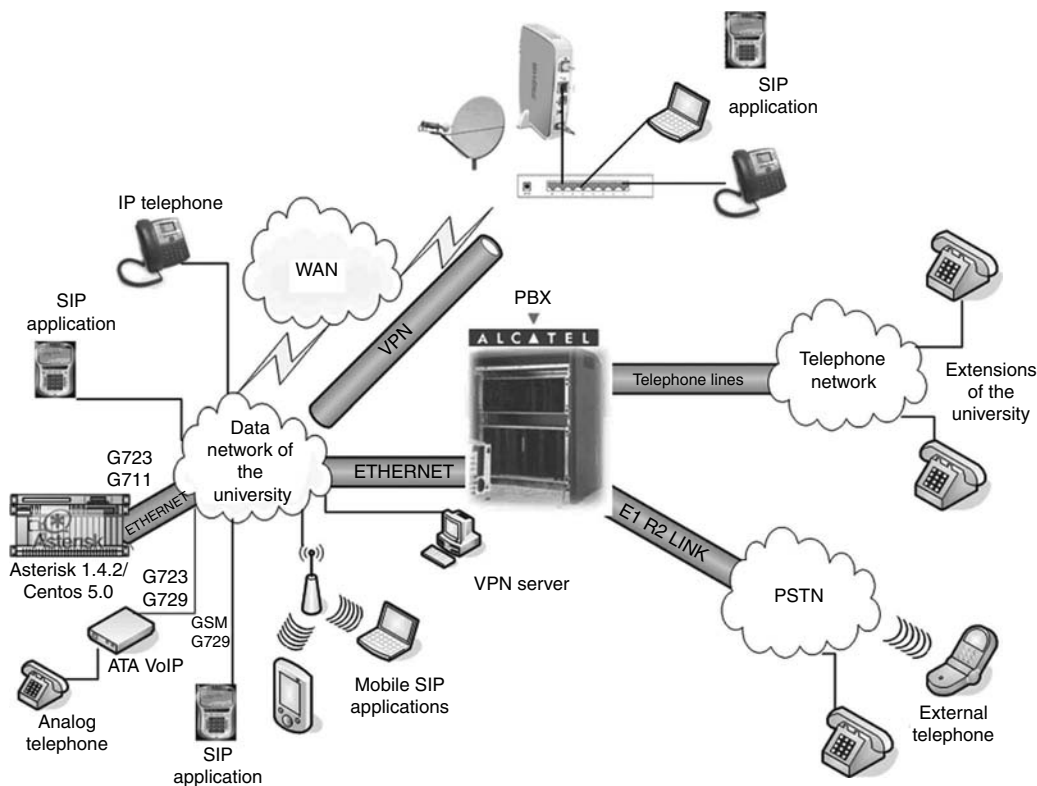 SIP
application
IP telephone
WAN
SIP
application
VPN
PBX
ALCATEL
Telephone lines
Telephone
network
Extensions
of the
university
Data
network of
the
university
G723
G711
ETHERNET
ETHERNET
E1 R2 LINK
Asterisk
Asterisk 1.4.2/
Centos 5.0
G723
G729
GSM
G729
VPN server
PSTN
ATA VoIP
Mobile SIP
applications
Analog
telephone
SIP
application
External
telephone